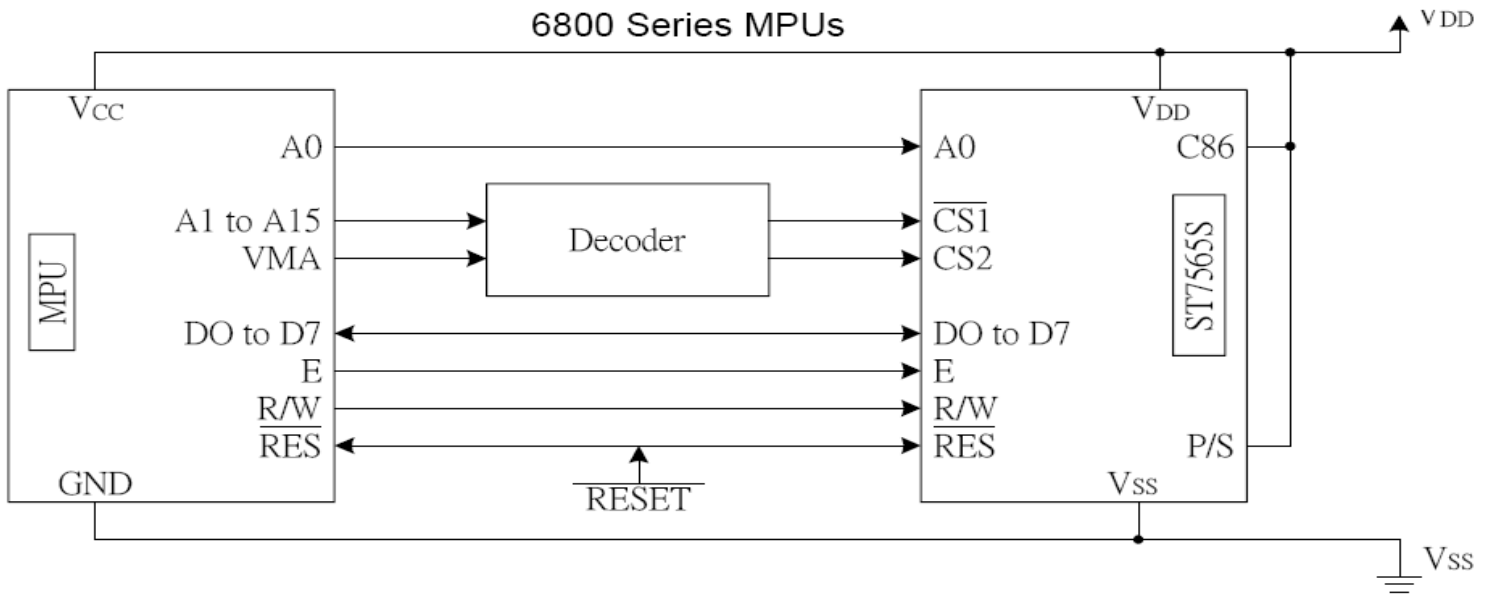 6800 Series MPUs
VDD
VCC
VDD
A0
A0
C86
A1 to A15
CS1
Decoder
VMA
CS2
MPU
ST7565S
DO to D7
DO to D7
E
E
R/W
R/W
RES
RES
P/S
GND
RESET
VSS
VSS